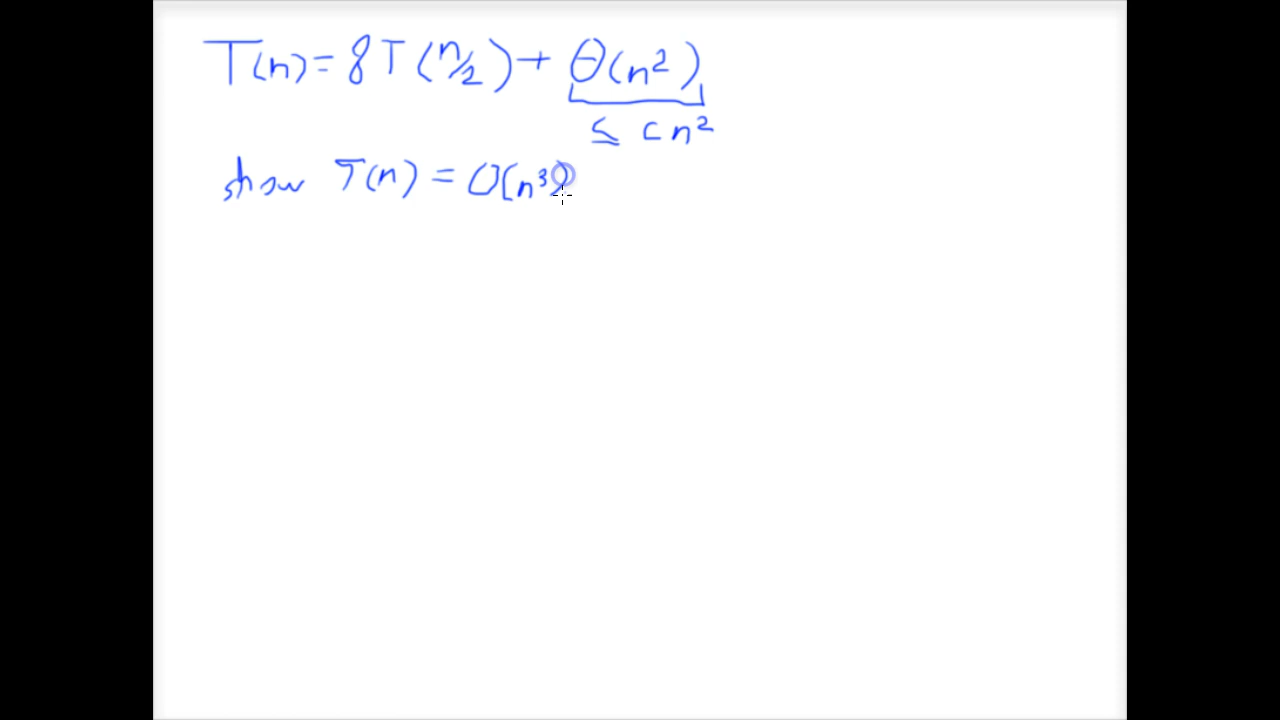 T(n) = 8T(n/2) + Θ(n²)
≤ cn²
show T(n) = O(n³)